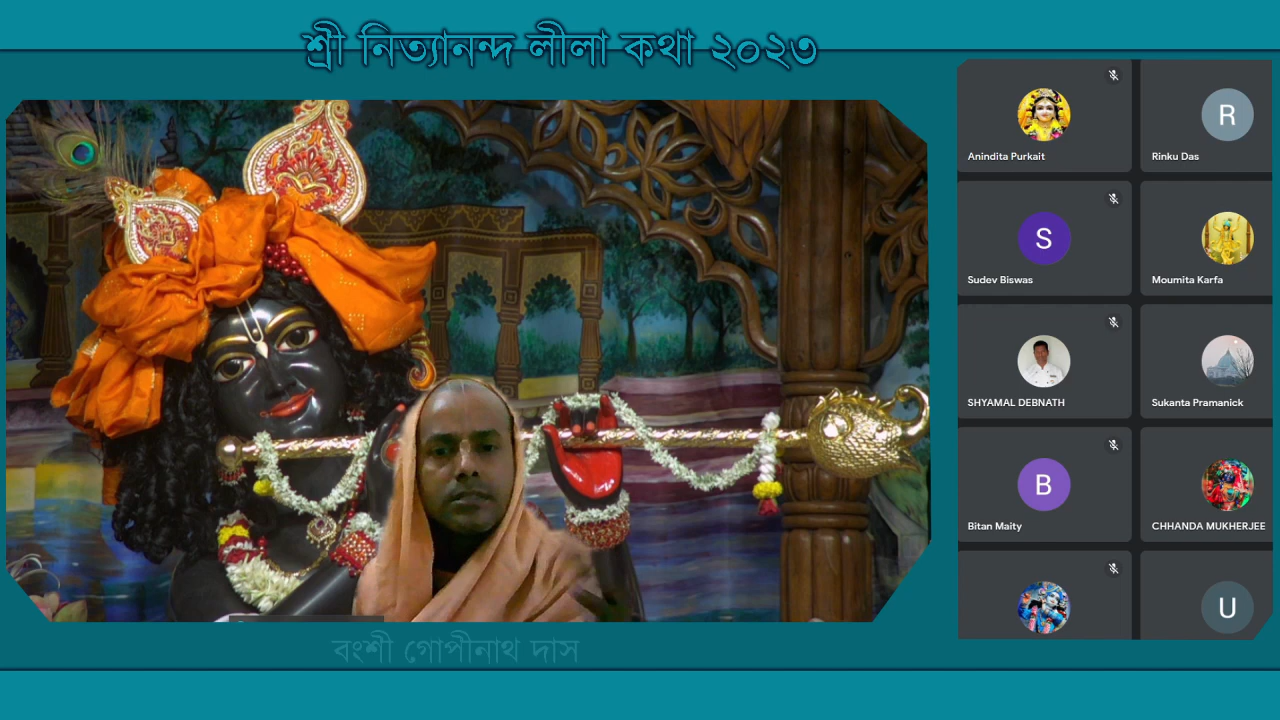 শ্রী নিত্যানন্দ লীলা কথা ২০২৩
Anindita Purkait
R
Rinku Das
S
Sudev Biswas
Moumita Karfa
SHYAMAL DEBNATH
Sukanta Pramanick
B
Bitan Maity
CHHANDA MUKHERJEE
U
বংশী গোপীনাথ দাস